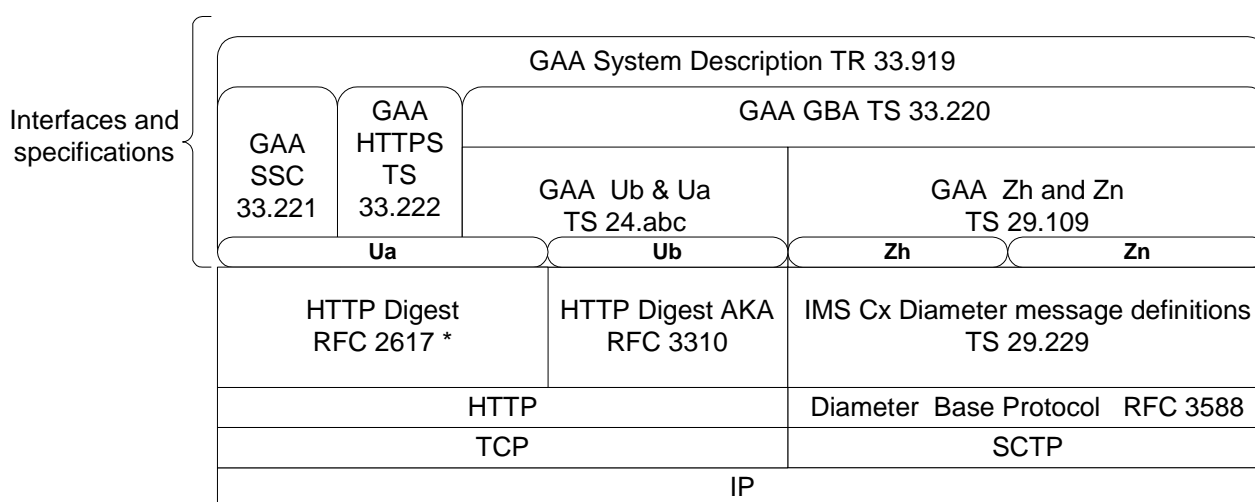 GAA System Description TR 33.919
Interfaces and
specifications
GAA
SSC
33.221
GAA
HTTPS
TS
33.222
GAA GBA TS 33.220
GAA Ub & Ua
TS 24.abc
GAA Zh and Zn
TS 29.109
Ua
Ub
Zh
Zn
HTTP Digest
RFC 2617 *
HTTP Digest AKA
RFC 3310
IMS Cx Diameter message definitions
TS 29.229
HTTP
Diameter Base Protocol RFC 3588
TCP
SCTP
IP